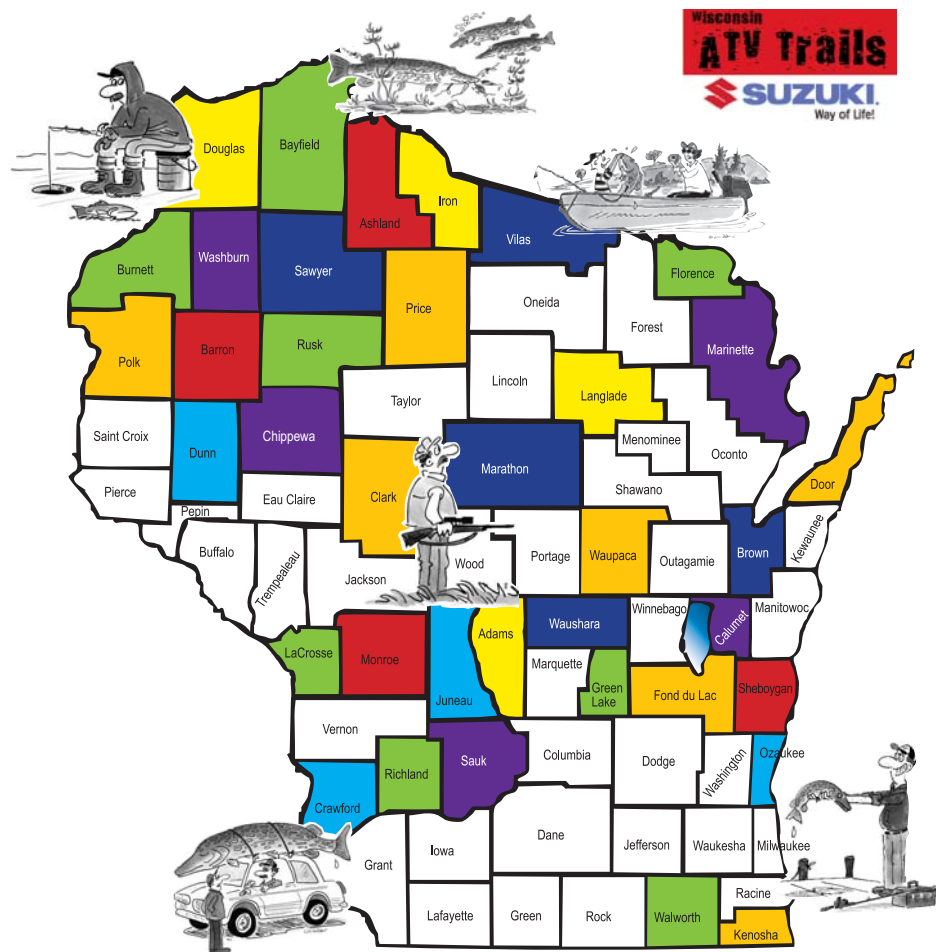 Wisconsin
ATV Trails
SUZUKI.
Way of Life!
Douglas
Bayfield
Ashland
Iron
Vilas
Burnett
Washburn
Sawyer
Price
Oneida
Forest
Florence
Marinette
Polk
Barron
Rusk
Taylor
Lincoln
Langlade
Saint Croix
Dunn
Chippewa
Menominee
Oconto
Marathon
Shawano
Door
Pierce
Eau Claire
Clark
Pepin
Buffalo
Trempealeau
Jackson
Wood
Portage
Waupaca
Outagamie
Brown
Kewaunee
LaCrosse
Monroe
Juneau
Adams
Waushara
Winnebago
Calumet
Manitowoc
Marquette
Green
Lake
Fond du Lac
Sheboygan
Vernon
Richland
Sauk
Columbia
Dodge
Washington
Ozaukee
Crawford
Grant
Iowa
Dane
Jefferson
Waukesha
Milwaukee
Lafayette
Green
Rock
Walworth
Racine
Kenosha